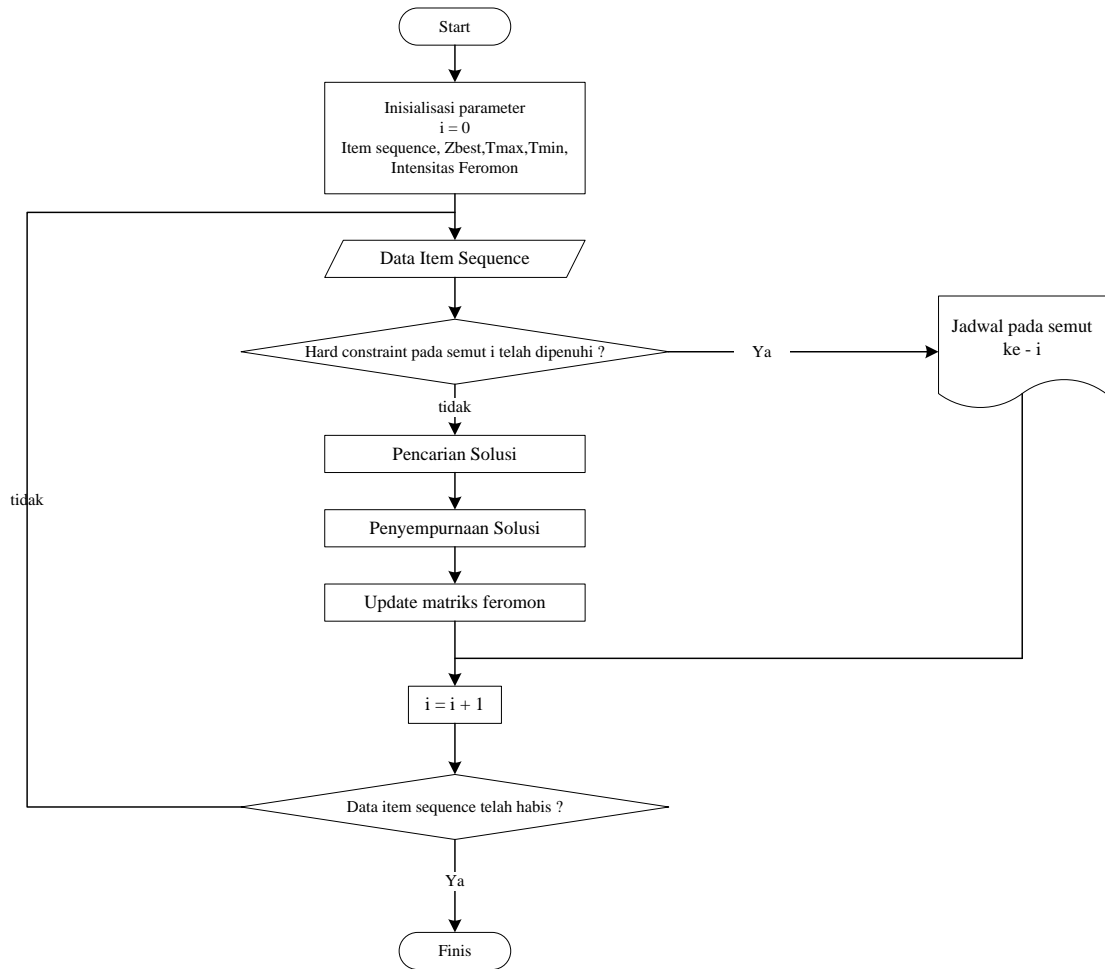 Start
Inisialisasi parameter
i = 0
Item sequence, Zbest,Tmax,Tmin,
Intensitas Feromon
Data Item Sequence
Hard constraint pada semut i telah dipenuhi ?
Ya
Jadwal pada semut
ke - i
tidak
Pencarian Solusi
tidak
Penyempurnaan Solusi
Update matriks feromon
i = i + 1
Data item sequence telah habis ?
Ya
Finis